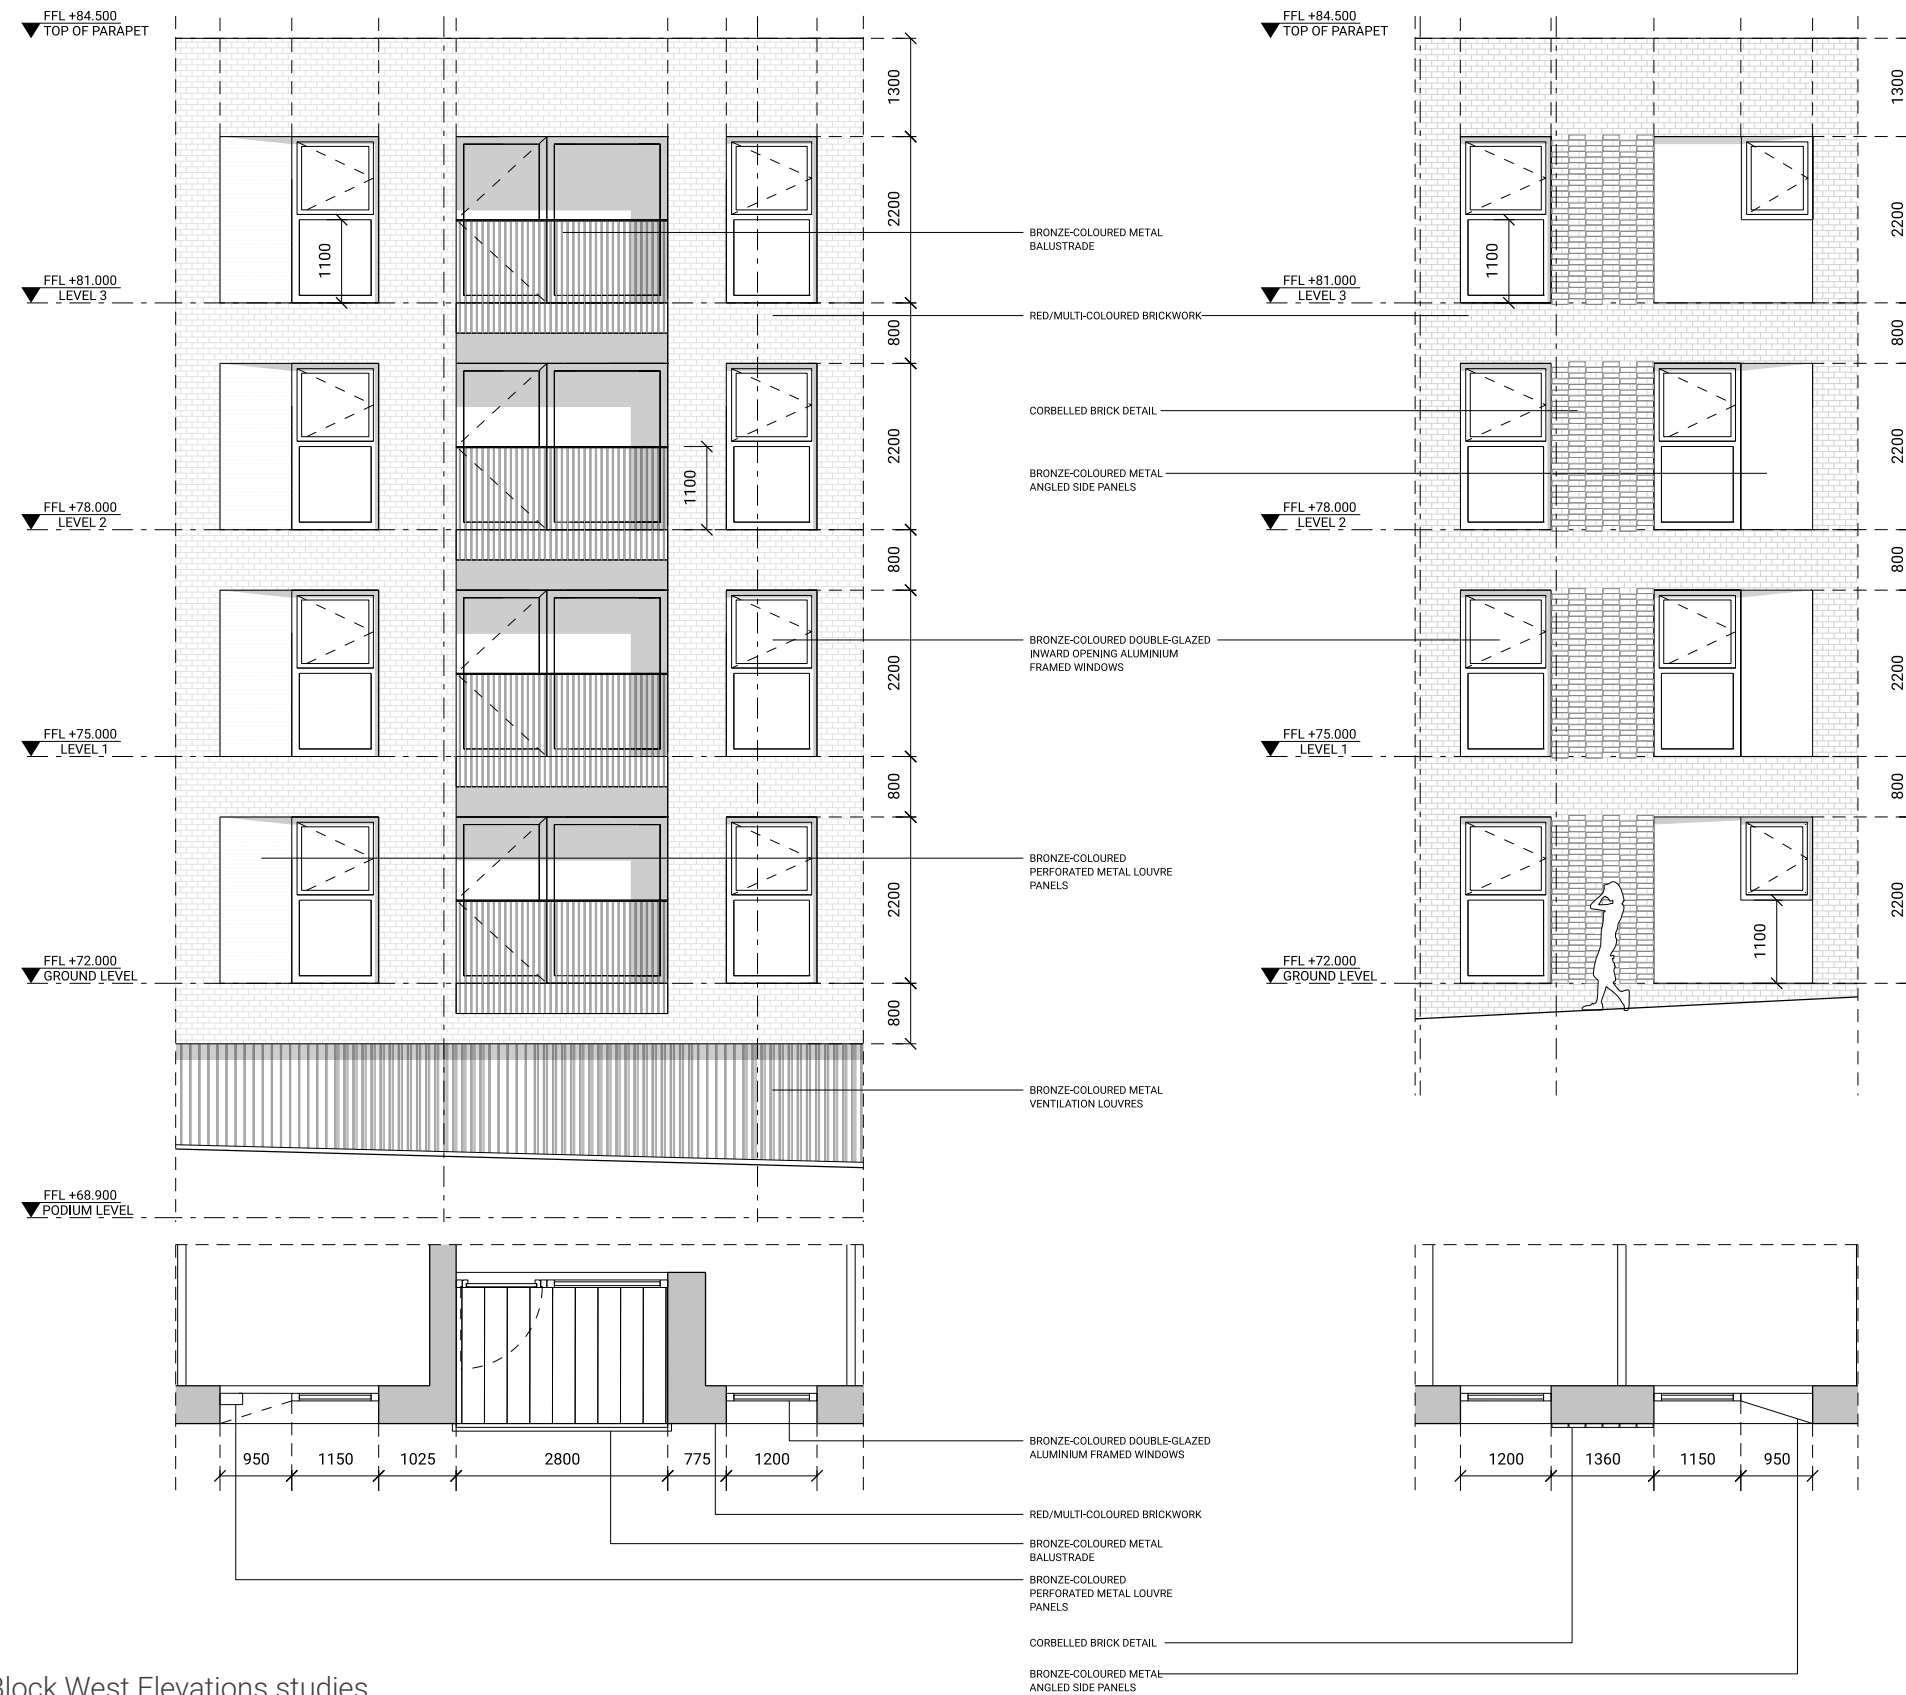 FFL +84.500
TOP OF PARAPET
FFL +84.500
TOP OF PARAPET
1300
1300
2200
2200
BRONZE-COLOURED METAL
BALUSTRADE
1100
1100
FFL +81.000
LEVEL 3
FFL +81.000
LEVEL 3
RED/MULTI-COLOURED BRICKWORK
800
800
CORBELLED BRICK DETAIL
2200
2200
BRONZE-COLOURED METAL
ANGLED SIDE PANELS
1100
FFL +78.000
LEVEL 2
FFL +78.000
LEVEL 2
800
800
BRONZE-COLOURED DOUBLE-GLAZED
INWARD OPENING ALUMINIUM
FRAMED WINDOWS
2200
2200
FFL +75.000
LEVEL 1
FFL +75.000
LEVEL 1
800
800
BRONZE-COLOURED
PERFORATED METAL LOUVRE
PANELS
2200
2200
1100
FFL +72.000
GROUND LEVEL
FFL +72.000
GROUND LEVEL
800
BRONZE-COLOURED METAL
VENTILATION LOUVRES
FFL +68.900
PODIUM LEVEL
BRONZE-COLOURED DOUBLE-GLAZED
ALUMINIUM FRAMED WINDOWS
950 1150 1025 2800 775 1200
1200 1360 1150 950
RED/MULTI-COLOURED BRICKWORK
BRONZE-COLOURED METAL
BALUSTRADE
BRONZE-COLOURED
PERFORATED METAL LOUVRE
PANELS
CORBELLED BRICK DETAIL
BRONZE-COLOURED METAL
ANGLED SIDE PANELS
Block West Elevations studies